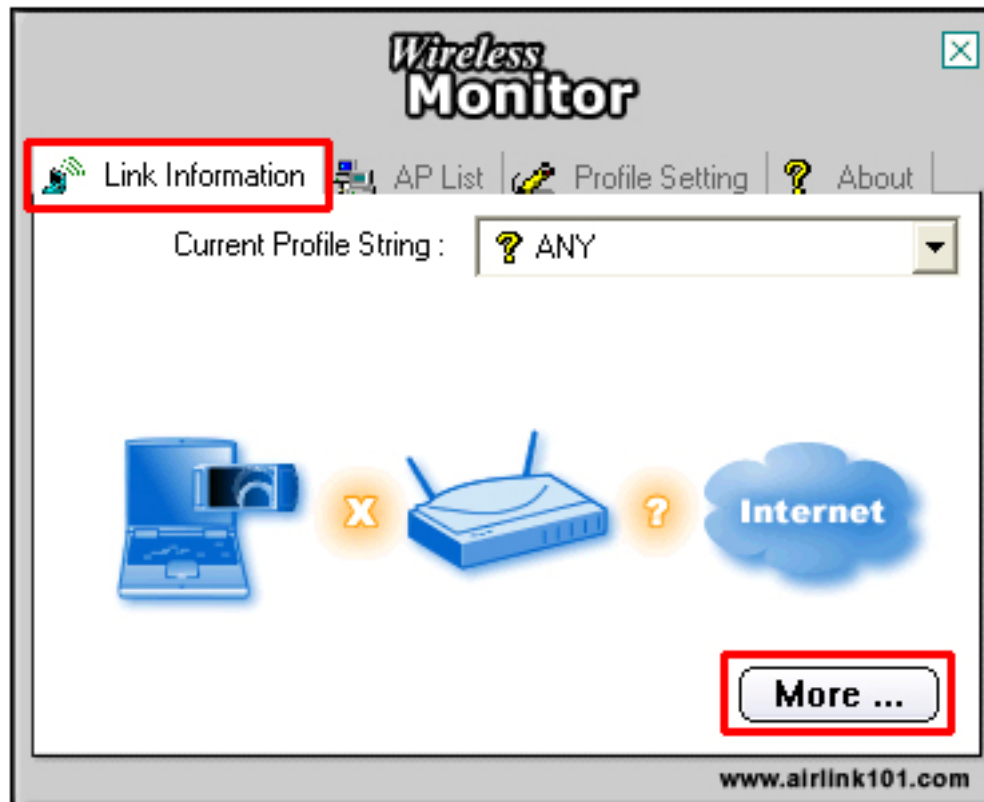 Wireless
Monitor
Link Information
AP List
Profile Setting
? About
Current Profile String :
? ANY
X
?
Internet
More ...
www.airlink101.com